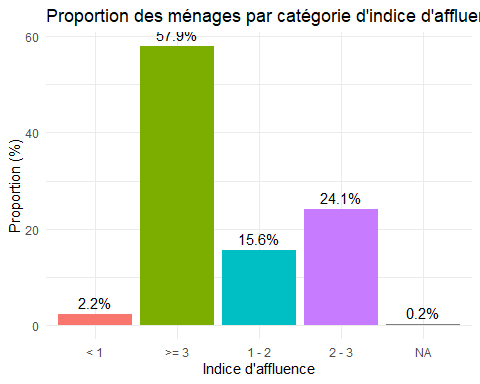 Proportion des ménages par catégorie d'indice d'affluen
60
57.9%
40
24.1%
20
15.6%
2.2%
0.2%
0
Proportion (%)
< 1
>= 3
1 - 2
2 - 3
NA
Indice d'affluence